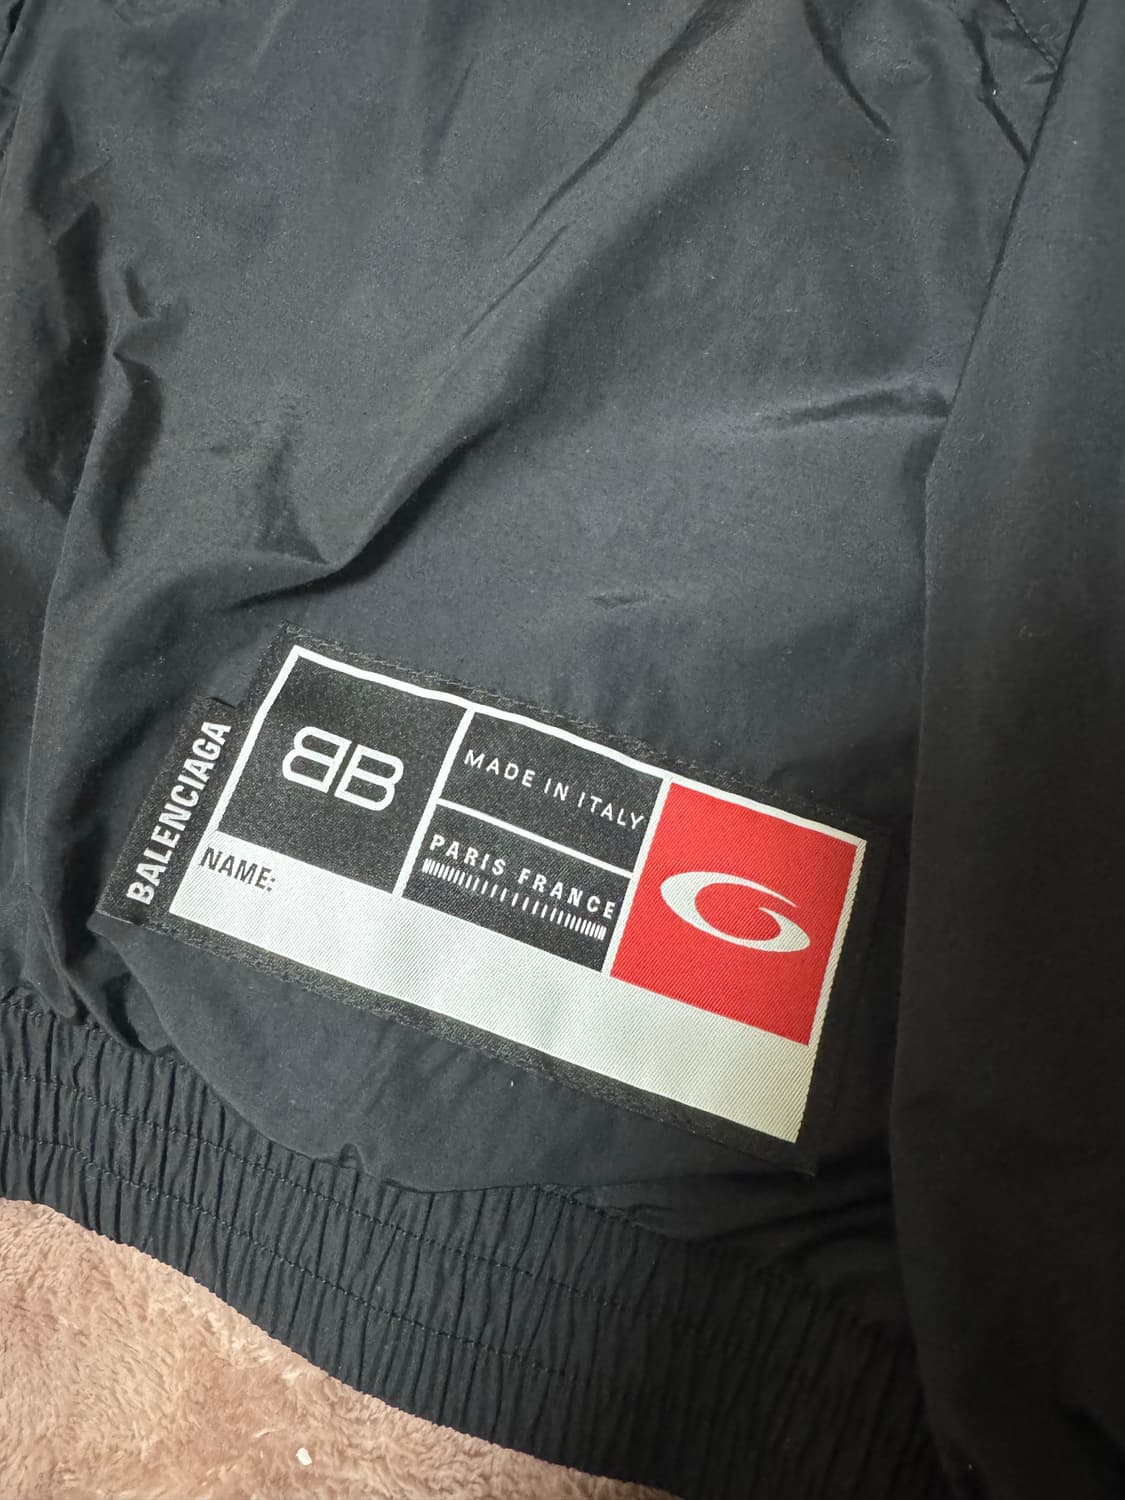 BALENCIAGA
BB
MADE IN ITALY
PARIS FRANCE
NAME: